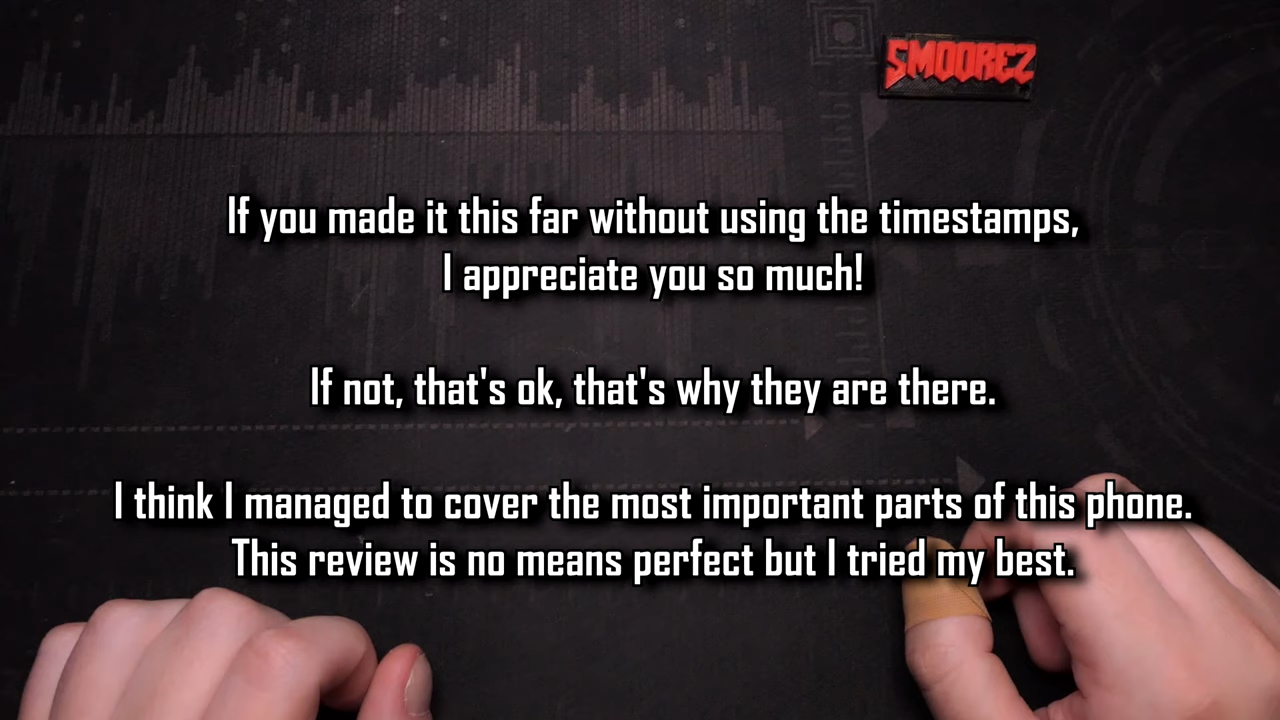 SMOOREZ
If you made it this far without using the timestamps,
I appreciate you so much!
If not, that's ok, that's why they are there.
I think I managed to cover the most important parts of this phone.
This review is no means perfect but I tried my best.